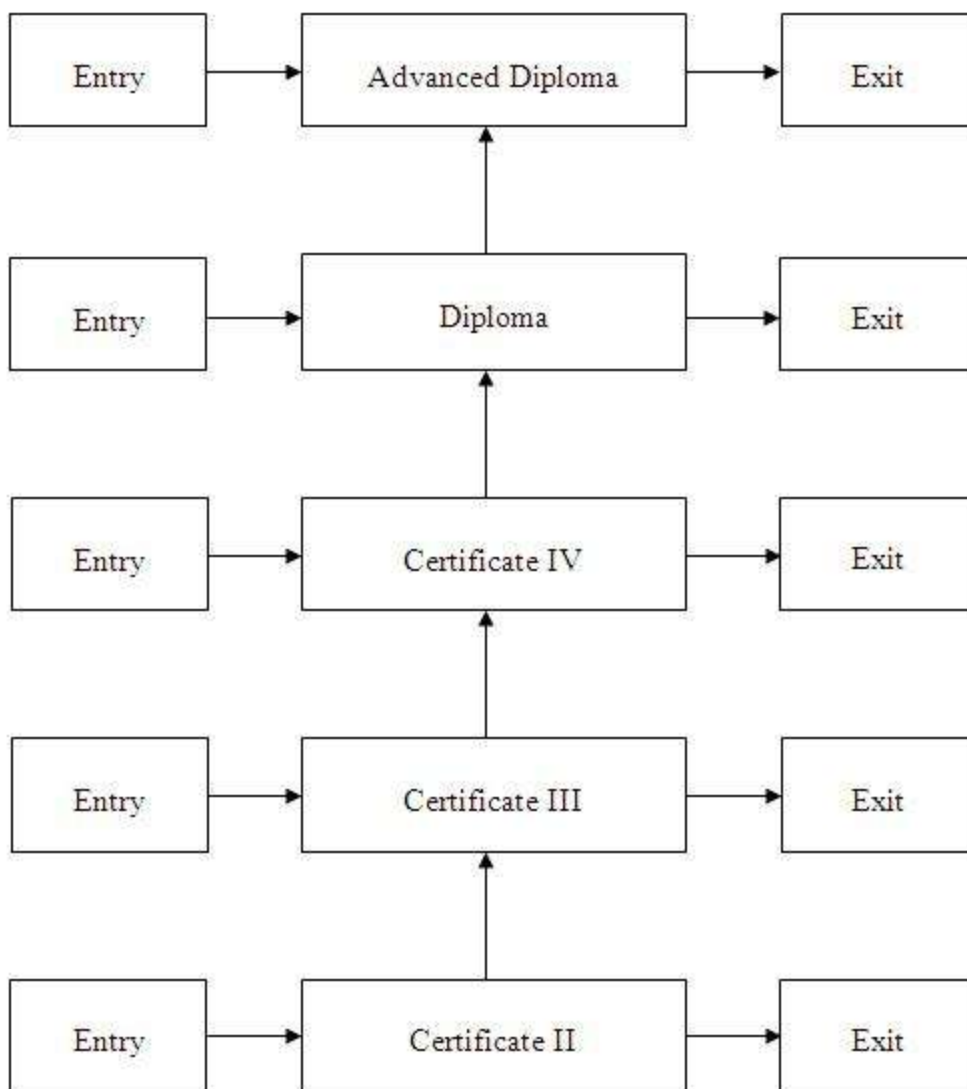 Entry
Advanced Diploma
Exit
Entry
Diploma
Exit
Entry
Certificate IV
Exit
Entry
Certificate III
Exit
Entry
Certificate II
Exit